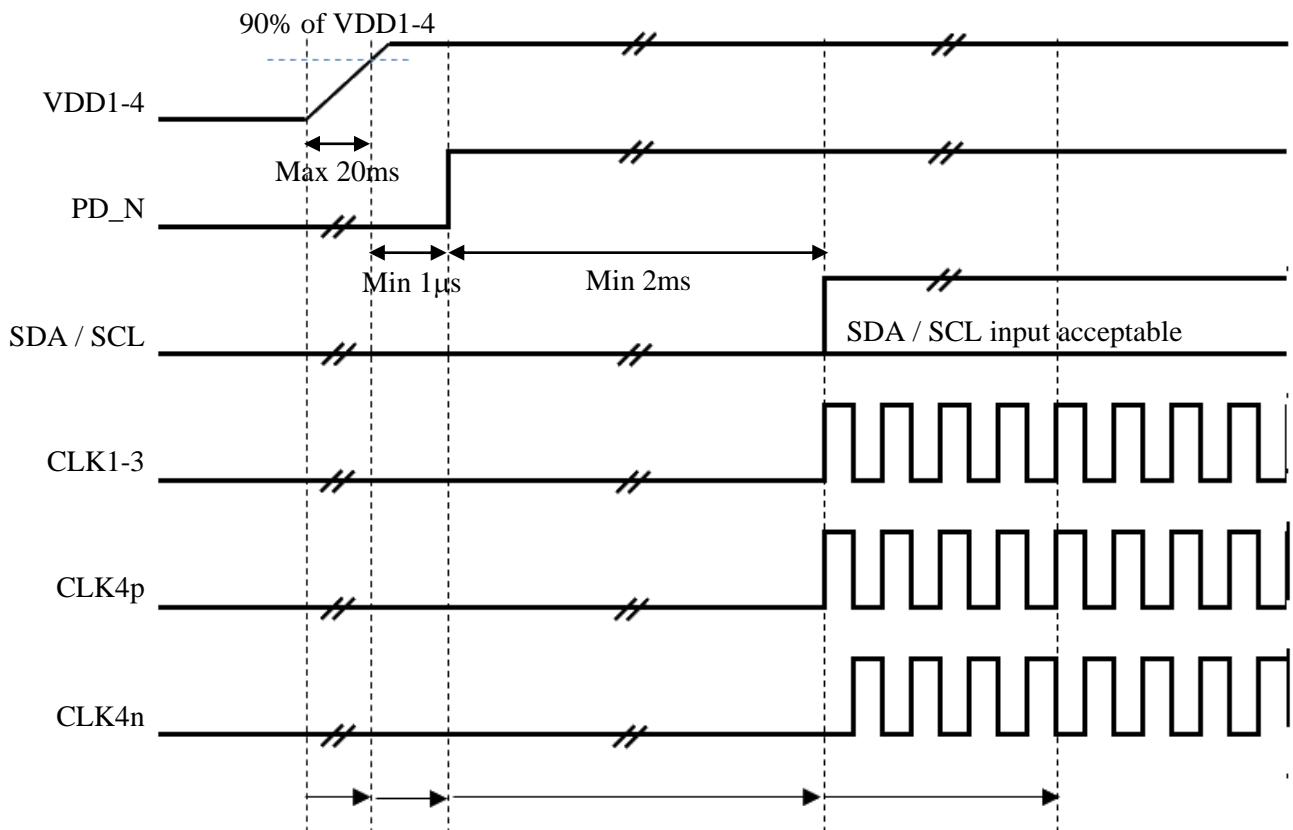 90% of VDD1-4
VDD1-4
Max 20ms
PD_N
Min 1μs
Min 2ms
SDA / SCL
SDA / SCL input acceptable
CLK1-3
CLK4p
CLK4n